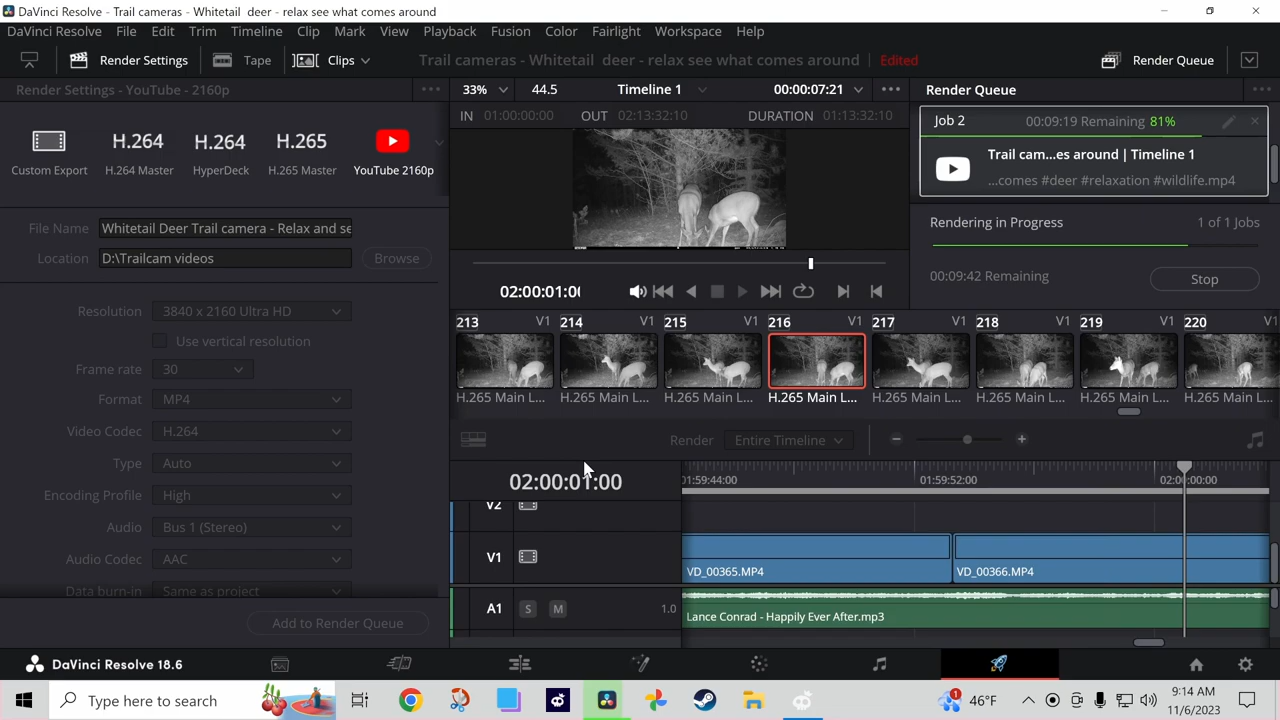 DaVinci Resolve - Trail cameras - Whitetail  deer - relax see what comes around
DaVinci Resolve File Edit Trim Timeline Clip Mark View Playback Fusion Color Fairlight Workspace Help
Render Settings Tape Clips Trail cameras - Whitetail  deer - relax see what comes around Edited Render Queue
Render Settings - YouTube - 2160p
33% 44.5 Timeline 1 00:00:07:21
Render Queue
IN 01:00:00:00 OUT 02:13:32:10 DURATION 01:13:32:10
Job 2 00:09:19 Remaining 81%
Trail cam...es around | Timeline 1
...comes #deer #relaxation #wildlife.mp4
H.264 H.264 H.265
Custom Export H.264 Master HyperDeck H.265 Master YouTube 2160p
Rendering in Progress 1 of 1 Jobs
00:09:42 Remaining Stop
File Name Whitetail Deer Trail camera - Relax and se
Location D:\Trailcam videos Browse
Resolution 3840 x 2160 Ultra HD
Use vertical resolution
Frame rate 30
Format MP4
Video Codec H.264
Type Auto
Encoding Profile High
Audio Bus 1 (Stereo)
Audio Codec AAC
Data burn-in Same as project
Add to Render Queue
02:00:01:00
213 V1 214 V1 215 V1 216 V1 217 V1 218 V1 219 V1 220
H.265 Main L... H.265 Main L... H.265 Main L... H.265 Main L... H.265 Main L... H.265 Main L... H.265 Main L... H.265 Main L...
Render Entire Timeline
02:00:01:00
01:59:44:00 01:59:52:00 02:00:00:00
V2
V1
VD_00365.MP4 VD_00366.MP4
A1 S M 1.0
Lance Conrad - Happily Ever After.mp3
DaVinci Resolve 18.6
Type here to search
1 46°F
9:14 AM
11/6/2023